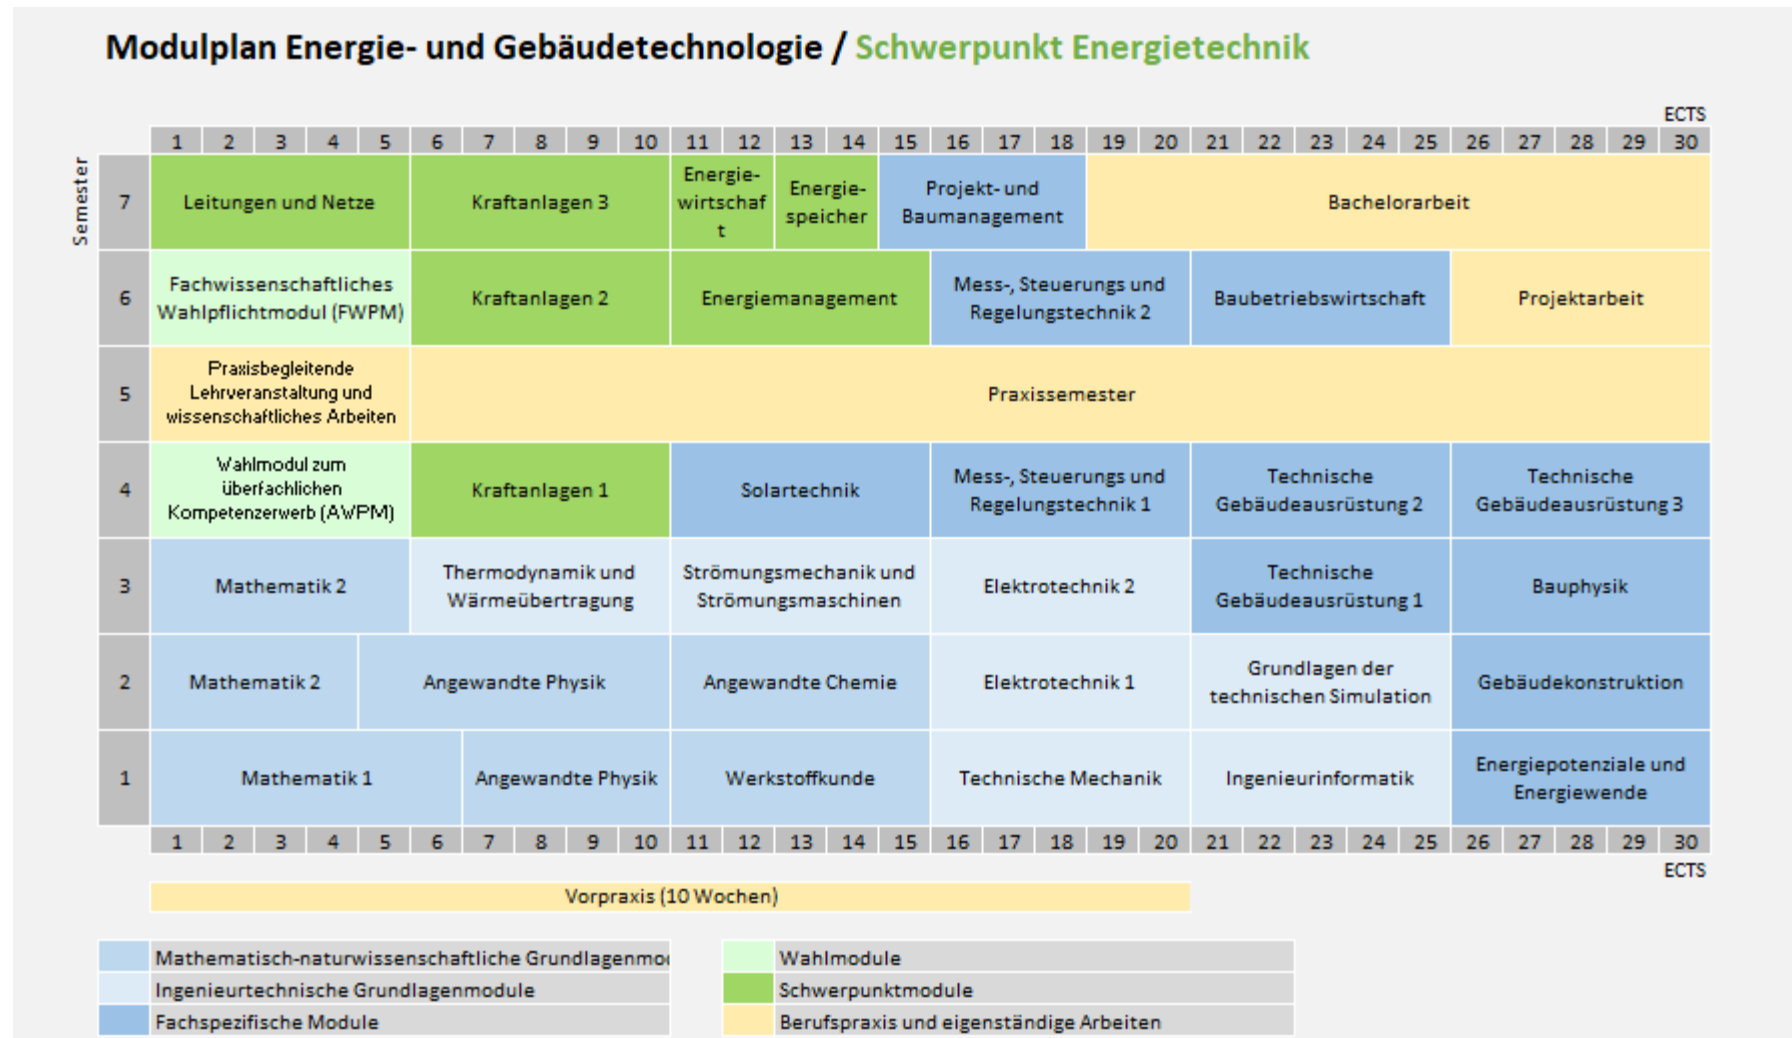 Modulplan Energie- und Gebäudetechnologie / Schwerpunkt Energietechnik
ECTS
1 2 3 4 5 6 7 8 9 10 11 12 13 14 15 16 17 18 19 20 21 22 23 24 25 26 27 28 29 30
Semester
7
Leitungen und Netze
Kraftanlagen 3
Energie-
wirtschaf
t
Energie-
speicher
Projekt- und
Baumanagement
Bachelorarbeit
6
Fachwissenschaftliches
Wahlpflichtmodul (FWPM)
Kraftanlagen 2
Energiemanagement
Mess-, Steuerungs und
Regelungstechnik 2
Baubetriebswirtschaft
Projektarbeit
5
Praxisbegleitende
Lehrveranstaltung und
wissenschaftliches Arbeiten
Praxissemester
4
Wahlmodul zum
überfachlichen
Kompetenzerwerb (AWPM)
Kraftanlagen 1
Solartechnik
Mess-, Steuerungs und
Regelungstechnik 1
Technische
Gebäudeausrüstung 2
Technische
Gebäudeausrüstung 3
3
Mathematik 2
Thermodynamik und
Wärmeübertragung
Strömungsmechanik und
Strömungsmaschinen
Elektrotechnik 2
Technische
Gebäudeausrüstung 1
Bauphysik
2
Mathematik 2
Angewandte Physik
Angewandte Chemie
Elektrotechnik 1
Grundlagen der
technischen Simulation
Gebäudekonstruktion
1
Mathematik 1
Angewandte Physik
Werkstoffkunde
Technische Mechanik
Ingenieurinformatik
Energiepotenziale und
Energiewende
1 2 3 4 5 6 7 8 9 10 11 12 13 14 15 16 17 18 19 20 21 22 23 24 25 26 27 28 29 30
ECTS
Vorpraxis (10 Wochen)
Mathematisch-naturwissenschaftliche Grundlagenmo
Ingenieurtechnische Grundlagenmodule
Fachspezifische Module
Wahlmodule
Schwerpunktmodule
Berufspraxis und eigenständige Arbeiten